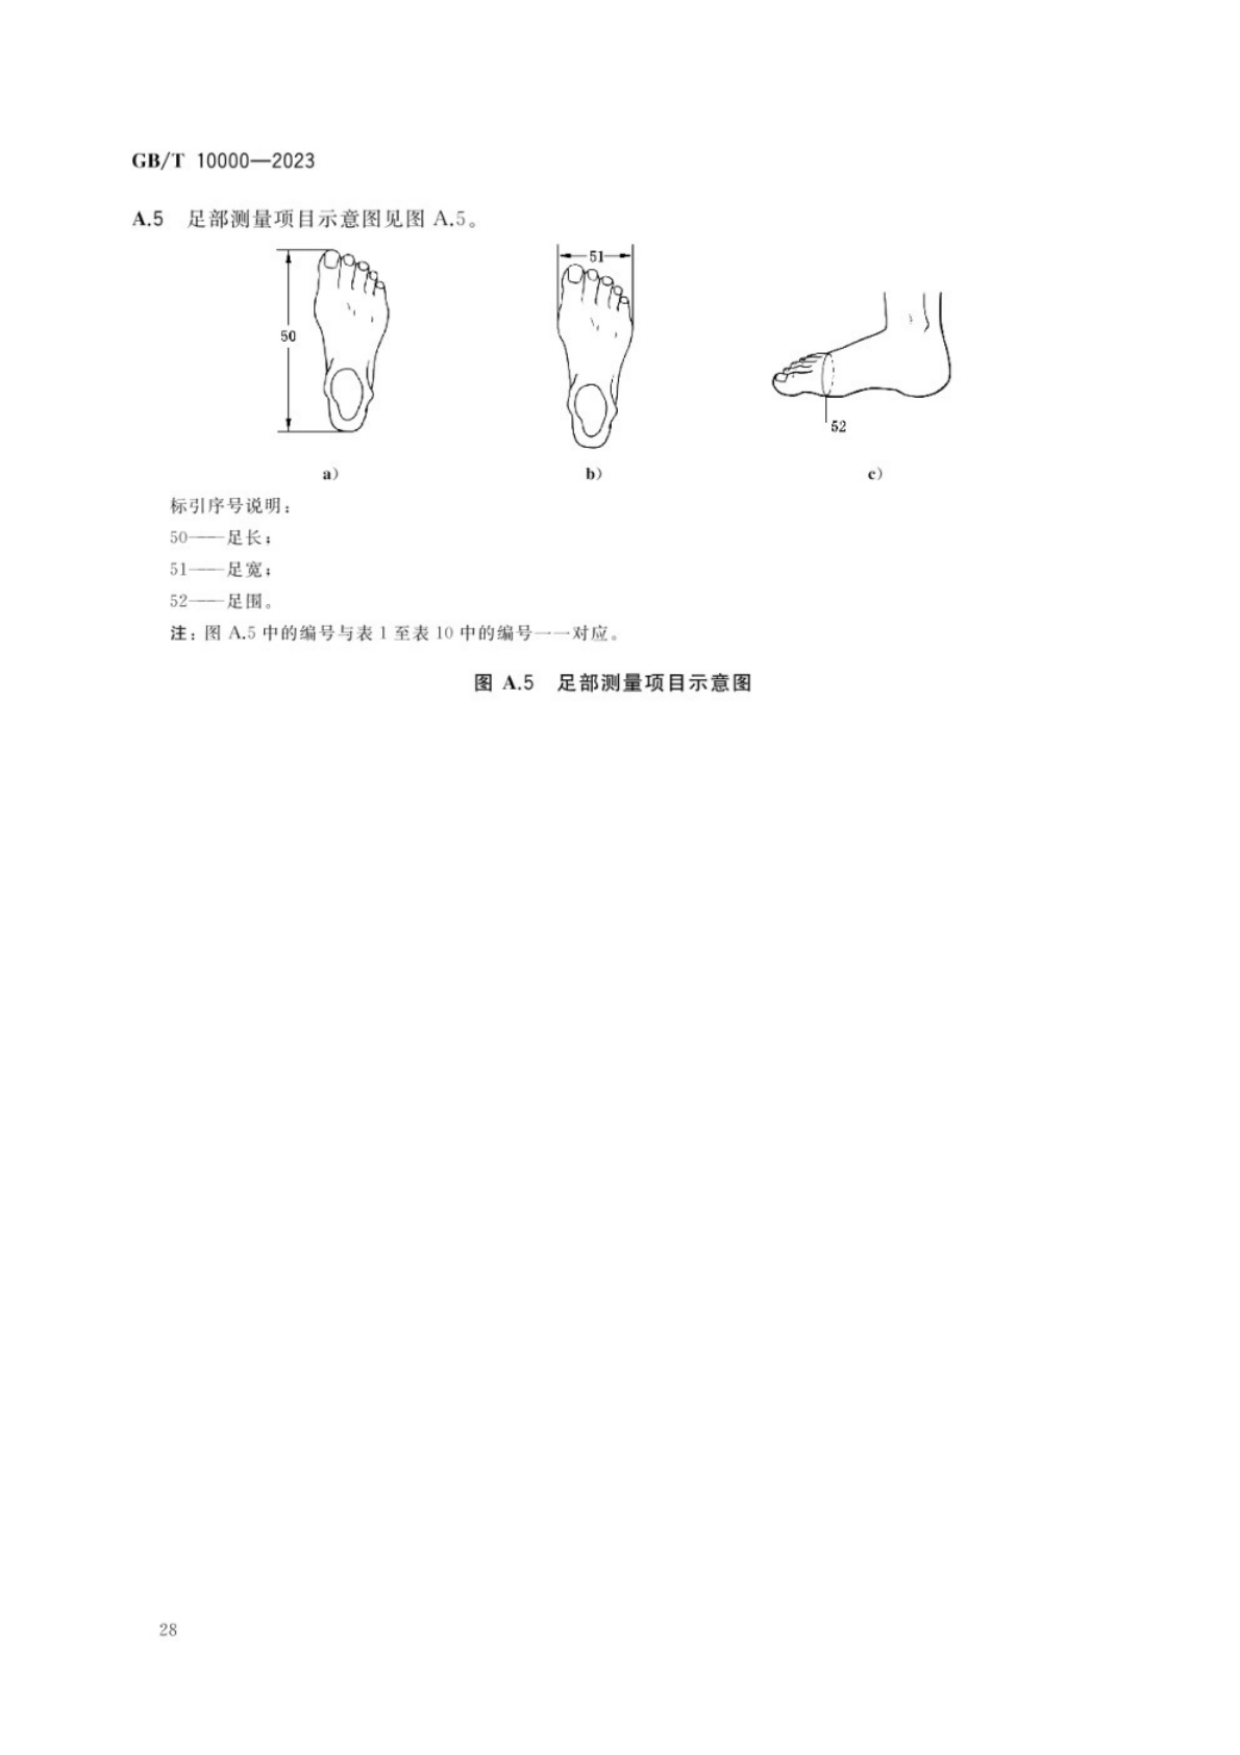 GB/T 10000—2023
A.5 足部测量项目示意图见图 A.5。
50
51
52
a)
b)
c)
标引序号说明：
50——足长；
51——足宽；
52——足围。
注：图 A.5 中的编号与表 1 至表 10 中的编号一一对应。
图 A.5 足部测量项目示意图
28